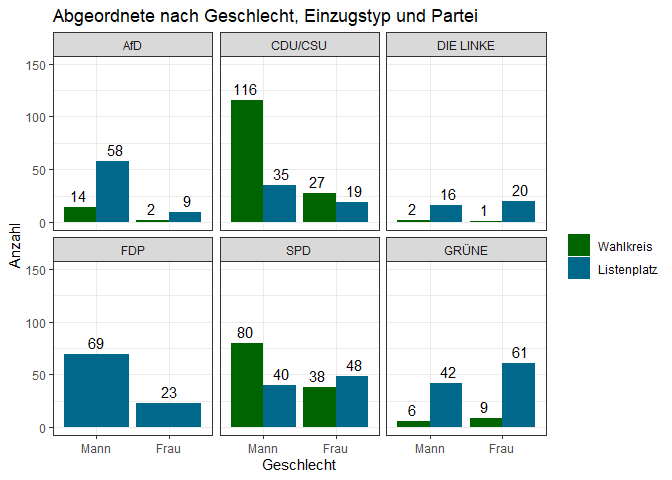 Abgeordnete nach Geschlecht, Einzugstyp und Partei
AfD CDU/CSU DIE LINKE
150
100
50
0
14 58 2 9
116 35 27 19
2 16 1 20
Anzahl
FDP SPD GRÜNE
150
100
50
0
69 23
80 40 38 48
6 42 9 61
Mann Frau Mann Frau Mann Frau
Geschlecht
Wahlkreis
Listenplatz